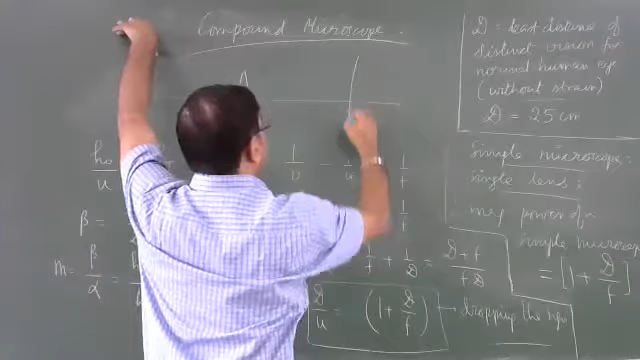 Compound Microscope.
D = least distance of
distinct vision for
normal human eye
(without strain)
D = 25 cm
Simple microscope:
single lens:
mag power of a
simple microscope
= [1 + D/f]
h₀/u
1/v - 1/u 1/f
β = 1/f
m = β/α = 1/f + 1/D = D + f/fD
D/u = (1 + D/f) → dropping the